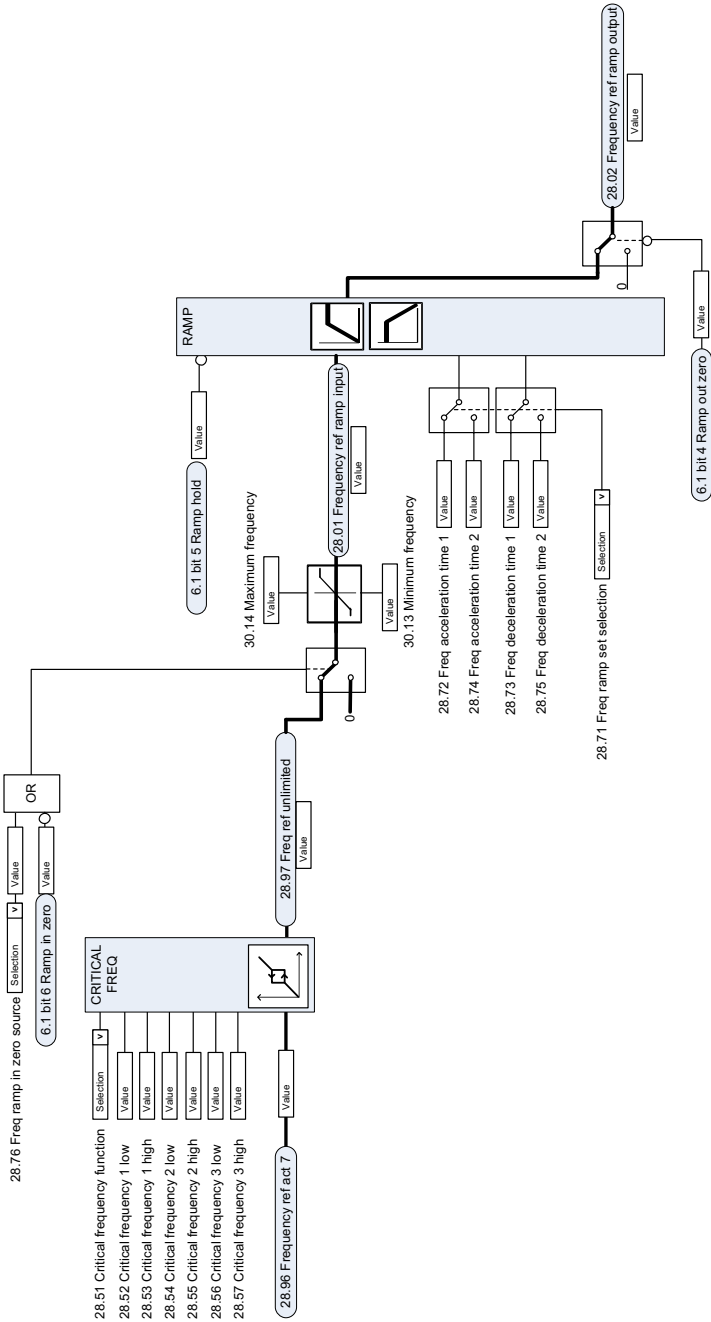 28.76 Freq ramp in zero source
Selection
v
Value
6.1 bit 6 Ramp in zero
Value
OR
28.51 Critical frequency function
Selection
v
28.52 Critical frequency 1 low
Value
28.53 Critical frequency 1 high
Value
28.54 Critical frequency 2 low
Value
28.55 Critical frequency 2 high
Value
28.56 Critical frequency 3 low
Value
28.57 Critical frequency 3 high
Value
28.96 Frequency ref act 7
Value
CRITICAL
FREQ
28.97 Freq ref unlimited
Value
0
30.14 Maximum frequency
Value
30.13 Minimum frequency
Value
6.1 bit 5 Ramp hold
Value
28.01 Frequency ref ramp input
Value
RAMP
28.72 Freq acceleration time 1
Value
28.74 Freq acceleration time 2
Value
28.73 Freq deceleration time 1
Value
28.75 Freq deceleration time 2
Value
28.71 Freq ramp set selection
Selection
v
0
28.02 Frequency ref ramp output
Value
6.1 bit 4 Ramp out zero
Value